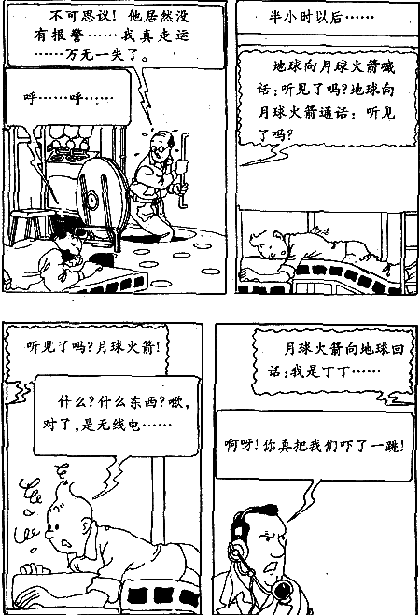 不可思议！他居然没
有报警……我真走运
……万无一失了。
呼……呼……
半小时以后……
地球向月球火箭喊
话：听见了吗？地球向
月球火箭通话：听见
了吗？
听见了吗？月球火箭！
什么？什么东西？噢，
对了，是无线电……
月球火箭向地球回
话：我是丁丁……
啊呀！你真把我们吓了一跳！